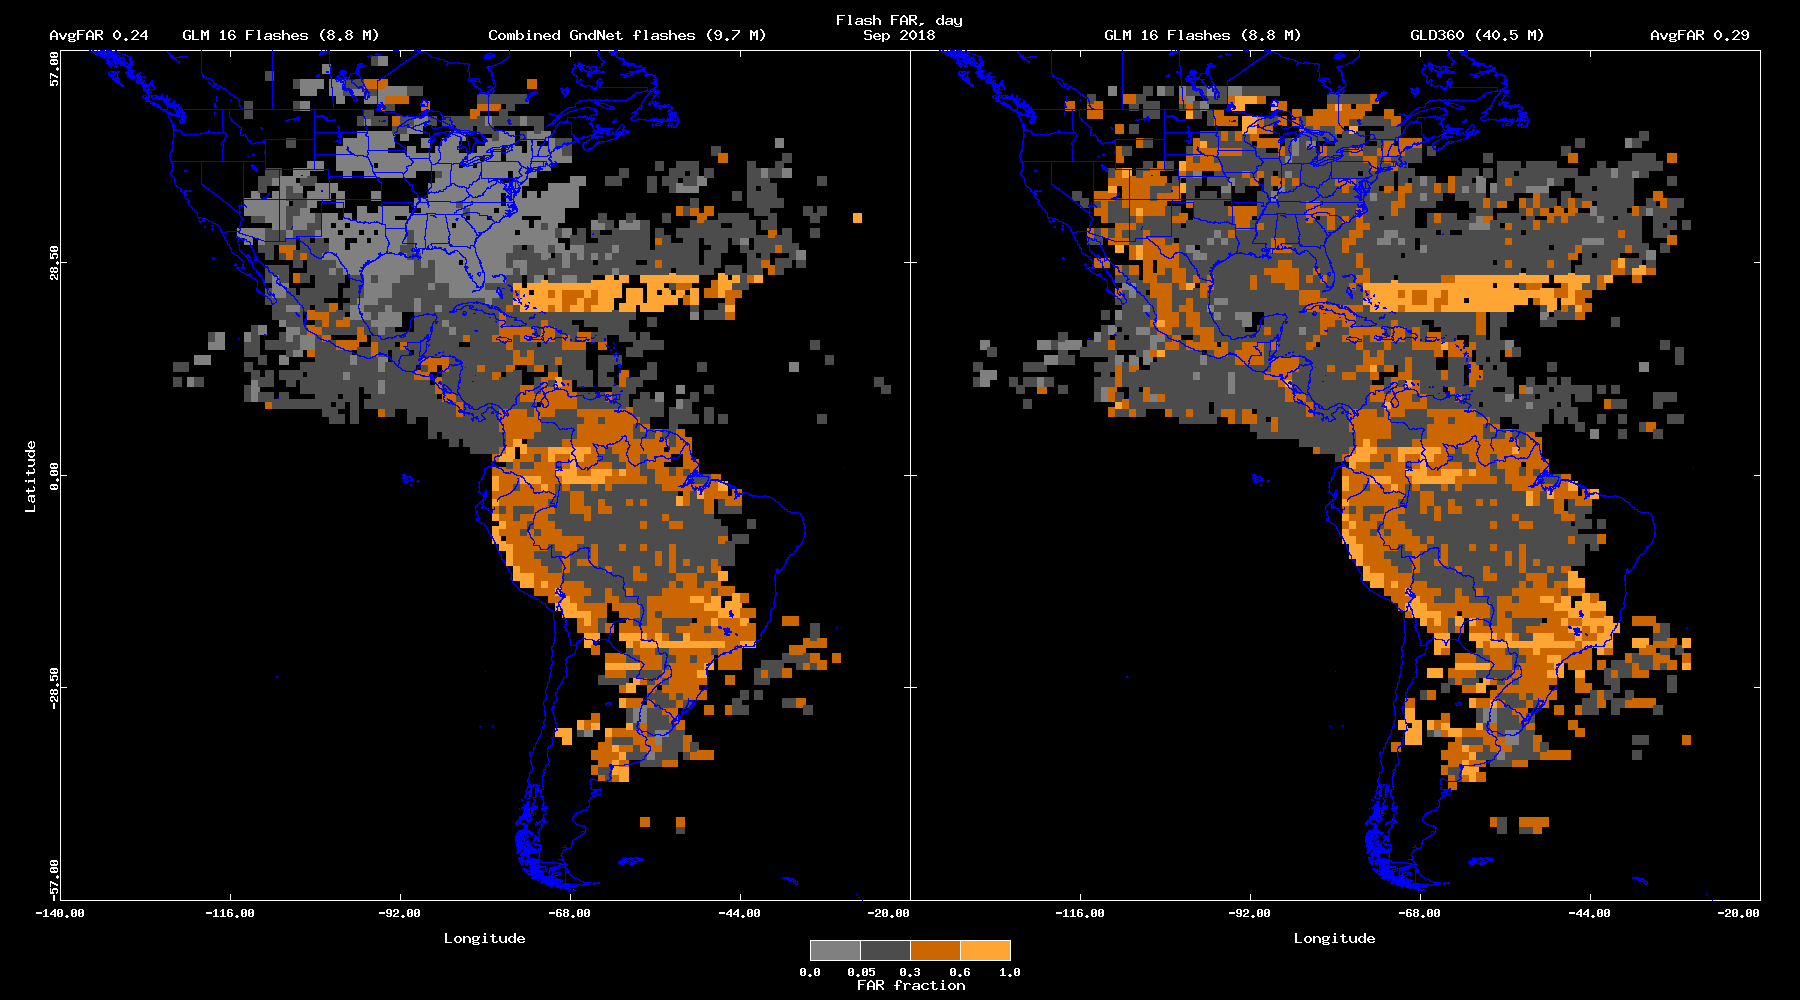 Flash FAR, day
AvgFAR 0.24 GLM 16 Flashes (8.8 M) Combined GndNet flashes (9.7 M) Sep 2018 GLM 16 Flashes (8.8 M) GLD360 (40.5 M) AvgFAR 0.29
57.00
28.50
0.00
-28.50
-57.00
Latitude
-140.00 -116.00 -92.00 -68.00 -44.00 -20.00 -116.00 -92.00 -68.00 -44.00 -20.00
Longitude Longitude
0.0 0.05 0.3 0.6 1.0
FAR fraction